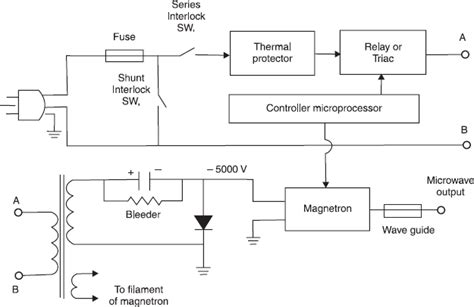 Series
Interlock
SW,
Fuse
Shunt
Interlock
SW,
Thermal
protector
Relay or
Triac
A
Controller microprocessor
B
+ –
– 5000 V
Bleeder
A
B
To filament
of magnetron
Magnetron
Microwave
output
Wave guide